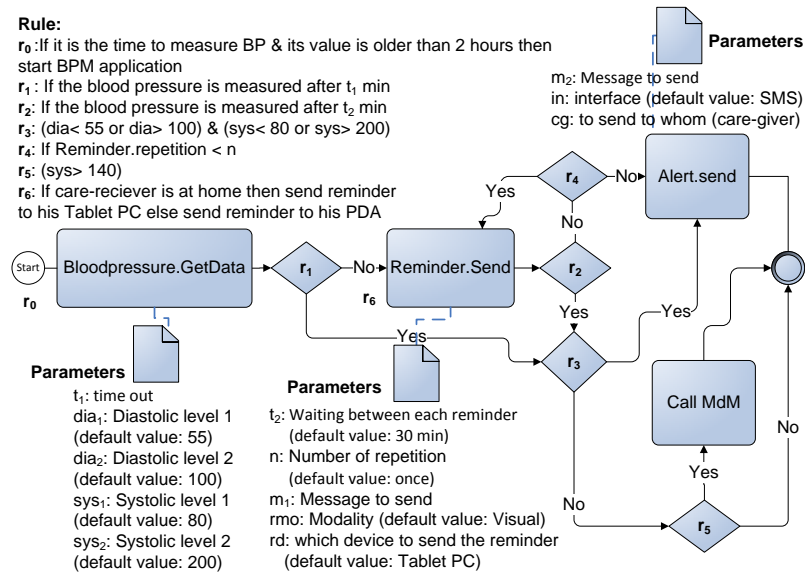 Rule:
r0 :If it is the time to measure BP & its value is older than 2 hours then
start BPM application
r1 : If the blood pressure is measured after t1 min
r2: If the blood pressure is measured after t2 min
r3: (dia< 55 or dia> 100) & (sys< 80 or sys> 200)
r4: If Reminder.repetition < n
r5: (sys> 140)
r6: If care-reciever is at home then send reminder
to his Tablet PC else send reminder to his PDA
Parameters
m2: Message to send
in: interface (default value: SMS)
cg: to send to whom (care-giver)
Yes
r4
No
Alert.send
No
Start
r0
Bloodpressure.GetData
r1
No
Reminder.Send
r6
r2
Yes
Yes
r3
Yes
Call MdM
No
No
Yes
r5
Parameters
t1: time out
dia1: Diastolic level 1
(default value: 55)
dia2: Diastolic level 2
(default value: 100)
sys1: Systolic level 1
(default value: 80)
sys2: Systolic level 2
(default value: 200)
Parameters
t2: Waiting between each reminder
(default value: 30 min)
n: Number of repetition
(default value: once)
m1: Message to send
rmo: Modality (default value: Visual)
rd: which device to send the reminder
(default value: Tablet PC)